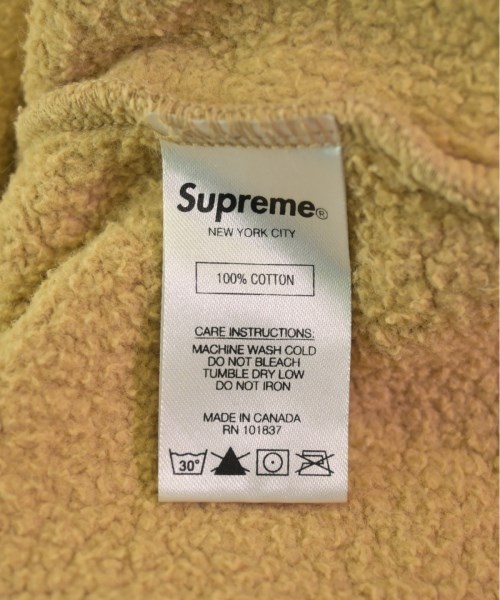 Supreme®
NEW YORK CITY
100% COTTON
CARE INSTRUCTIONS:
MACHINE WASH COLD
DO NOT BLEACH
TUMBLE DRY LOW
DO NOT IRON
MADE IN CANADA
RN 101837
30°